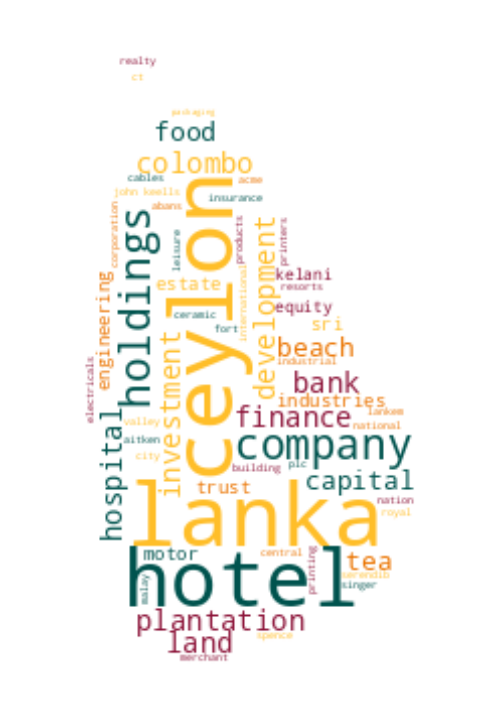 realty
ct
packaging
food
colombo
cables
acme
john keells
insurance
abans
corporation
holdings
leisure
ceylon
products
printers
international
development
kelani
resorts
estate
equity
ceramic
sri
fort
engineering
beach
industrial
investment
bank
electricals
industries
hospital
finance
lankem
valley
national
aitken
company
city
building
plc
capital
trust
nation
lanka
royal
motor
central
hotel
printing
tea
serendib
singer
malay
plantation
land
spence
merchant